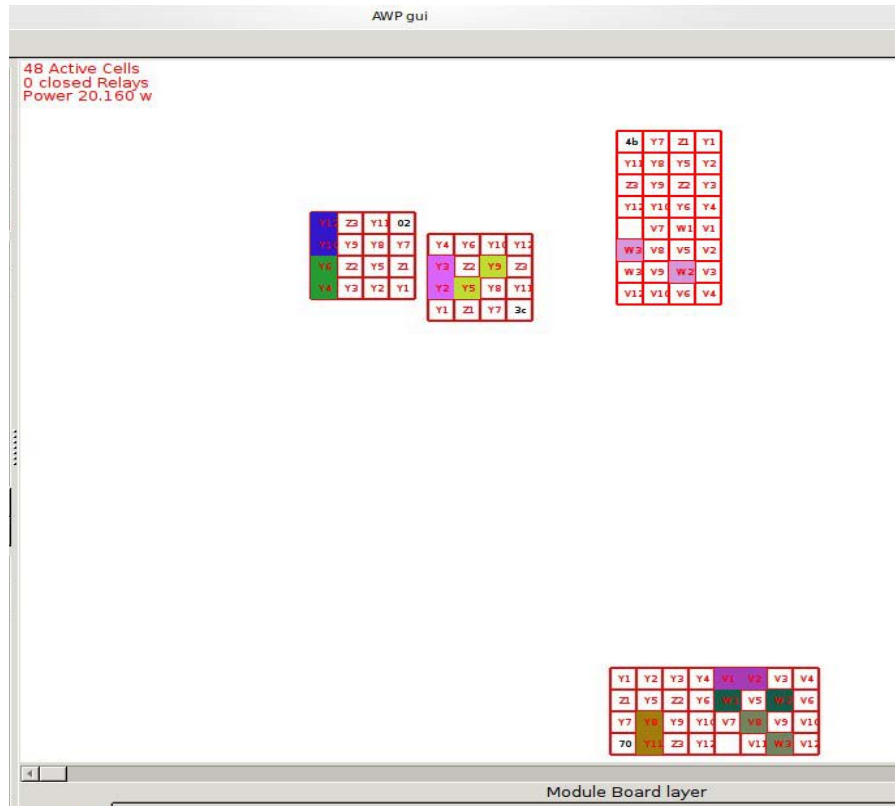 AWP gui
48 Active Cells
0 closed Relays
Power 20.160 w
4b Y7 Z1 Y1
Y11 Y8 Y5 Y2
Z3 Y9 Z2 Y3
Y12 Y10 Y6 Y4
V7 W1 V1
W3 V8 V5 V2
W3 V9 W2 V3
V12 V10 V6 V4
Y12 Z3 Y11 02
Y10 Y9 Y8 Y7
Y6 Z2 Y5 Z1
Y4 Y3 Y2 Y1
Y4 Y6 Y10 Y12
Y3 Z2 Y9 Z3
Y2 Y5 Y8 Y11
Y1 Z1 Y7 3c
Y1 Y2 Y3 Y4 V1 V2 V3 V4
Z1 Y5 Z2 Y6 W1 V5 W2 V6
Y7 Y8 Y9 Y10 V7 V8 V9 V10
70 Y11 Z3 Y12 V11 W3 V12
Module Board layer